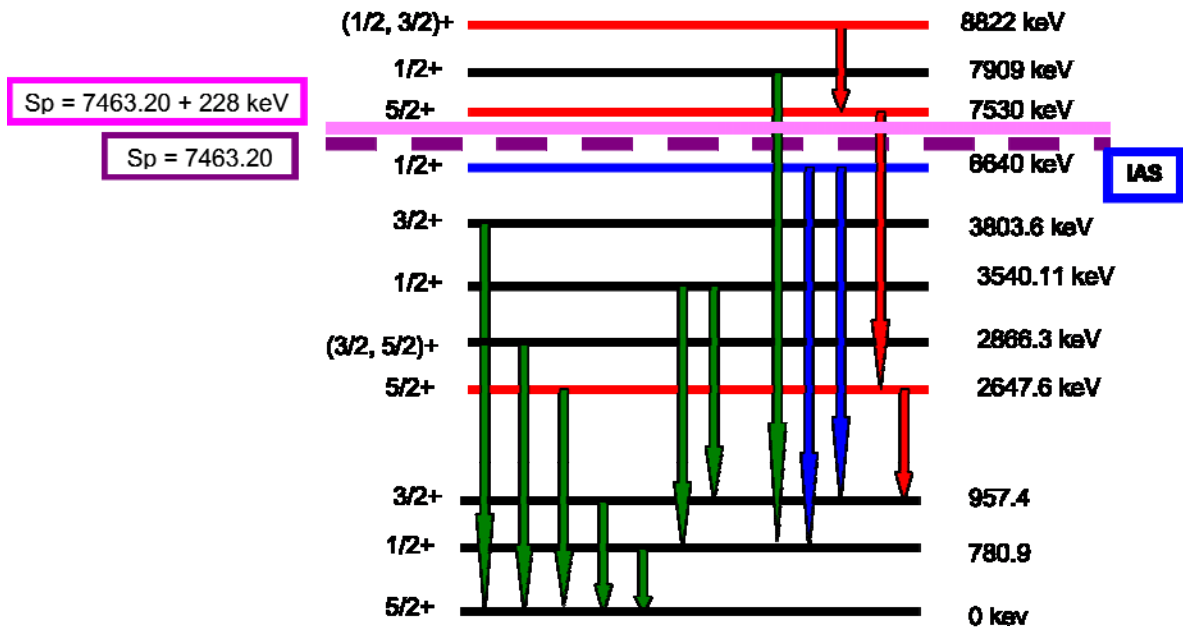 (1/2, 3/2)+ 8822 keV
1/2+ 7909 keV
Sp = 7463.20 + 228 keV
5/2+ 7530 keV
Sp = 7463.20
1/2+ 6640 keV
IAS
3/2+ 3803.6 keV
1/2+ 3540.11 keV
(3/2, 5/2)+ 2866.3 keV
5/2+ 2647.6 keV
3/2+ 957.4
1/2+ 780.9
5/2+ 0 kev